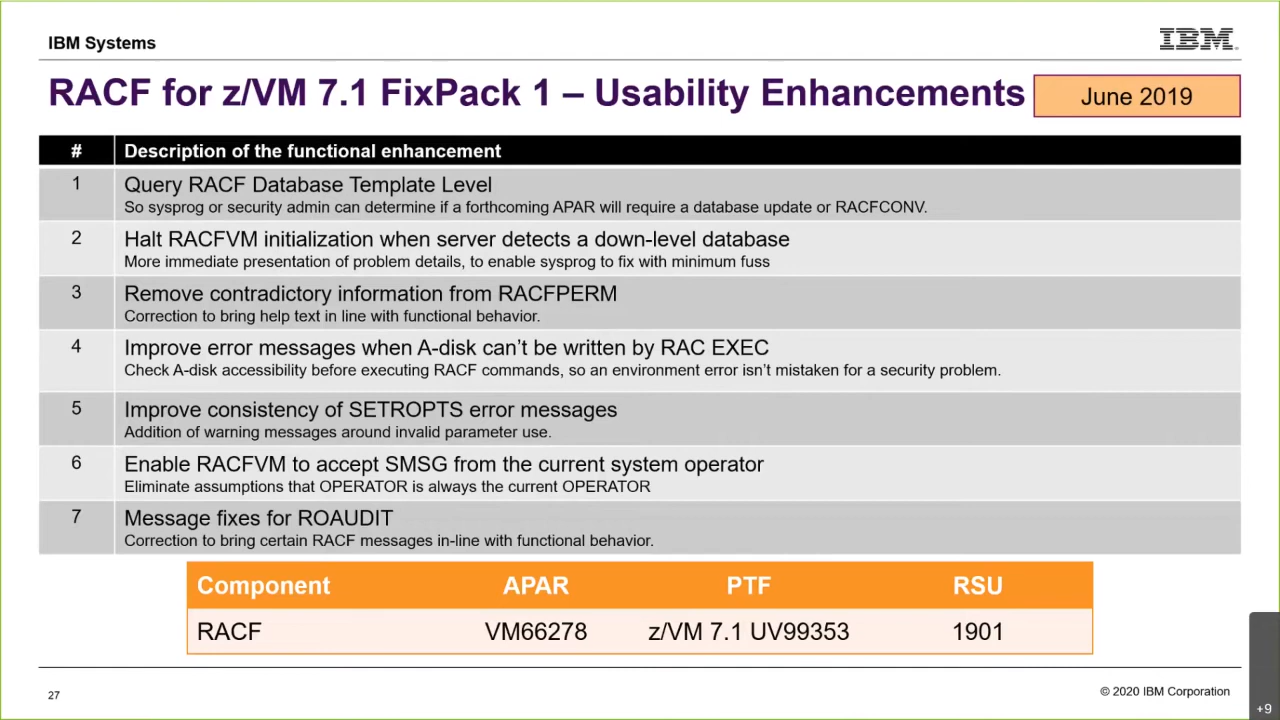 IBM Systems
IBM
RACF for z/VM 7.1 FixPack 1 – Usability Enhancements
June 2019
# Description of the functional enhancement
1 Query RACF Database Template Level
So sysprog or security admin can determine if a forthcoming APAR will require a database update or RACFCONV.
2 Halt RACFVM initialization when server detects a down-level database
More immediate presentation of problem details, to enable sysprog to fix with minimum fuss
3 Remove contradictory information from RACFPERM
Correction to bring help text in line with functional behavior.
4 Improve error messages when A-disk can't be written by RAC EXEC
Check A-disk accessibility before executing RACF commands, so an environment error isn't mistaken for a security problem.
5 Improve consistency of SETROPTS error messages
Addition of warning messages around invalid parameter use.
6 Enable RACFVM to accept SMSG from the current system operator
Eliminate assumptions that OPERATOR is always the current OPERATOR
7 Message fixes for ROAUDIT
Correction to bring certain RACF messages in-line with functional behavior.
Component APAR PTF RSU
RACF VM66278 z/VM 7.1 UV99353 1901
27
© 2020 IBM Corporation
+9